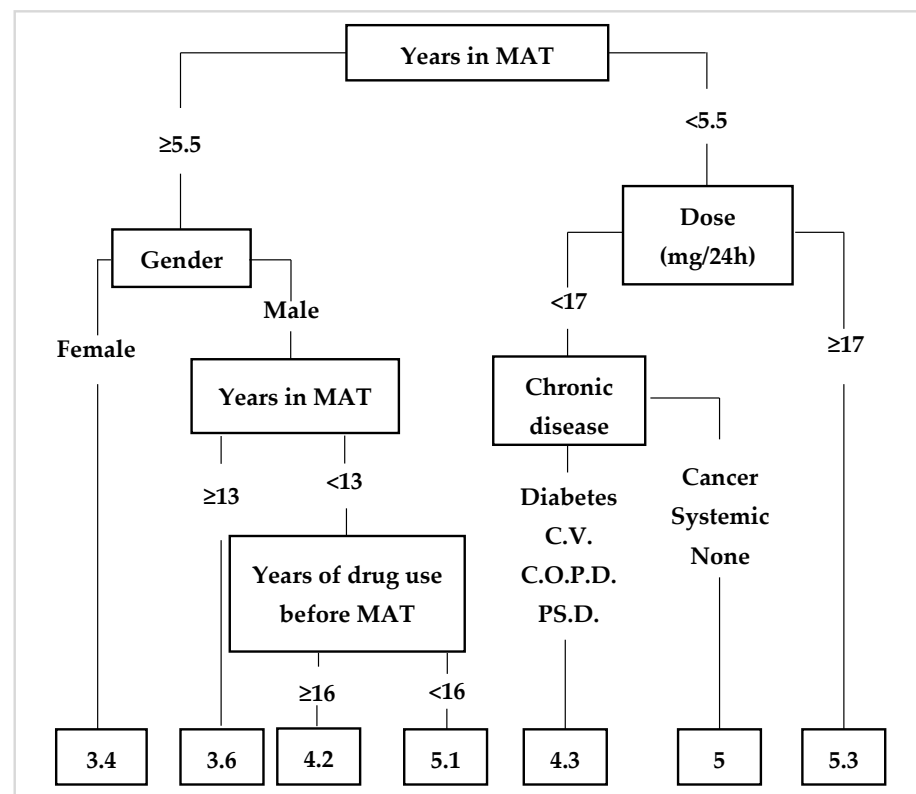 Years in MAT
≥5.5
<5.5
Dose
(mg/24h)
Gender
<17
Male
Female
≥17
Years in MAT
Chronic
disease
≥13
<13
Diabetes
C.V.
C.O.P.D.
PS.D.
Cancer
Systemic
None
Years of drug use
before MAT
≥16
<16
3.4
3.6
4.2
5.1
4.3
5
5.3